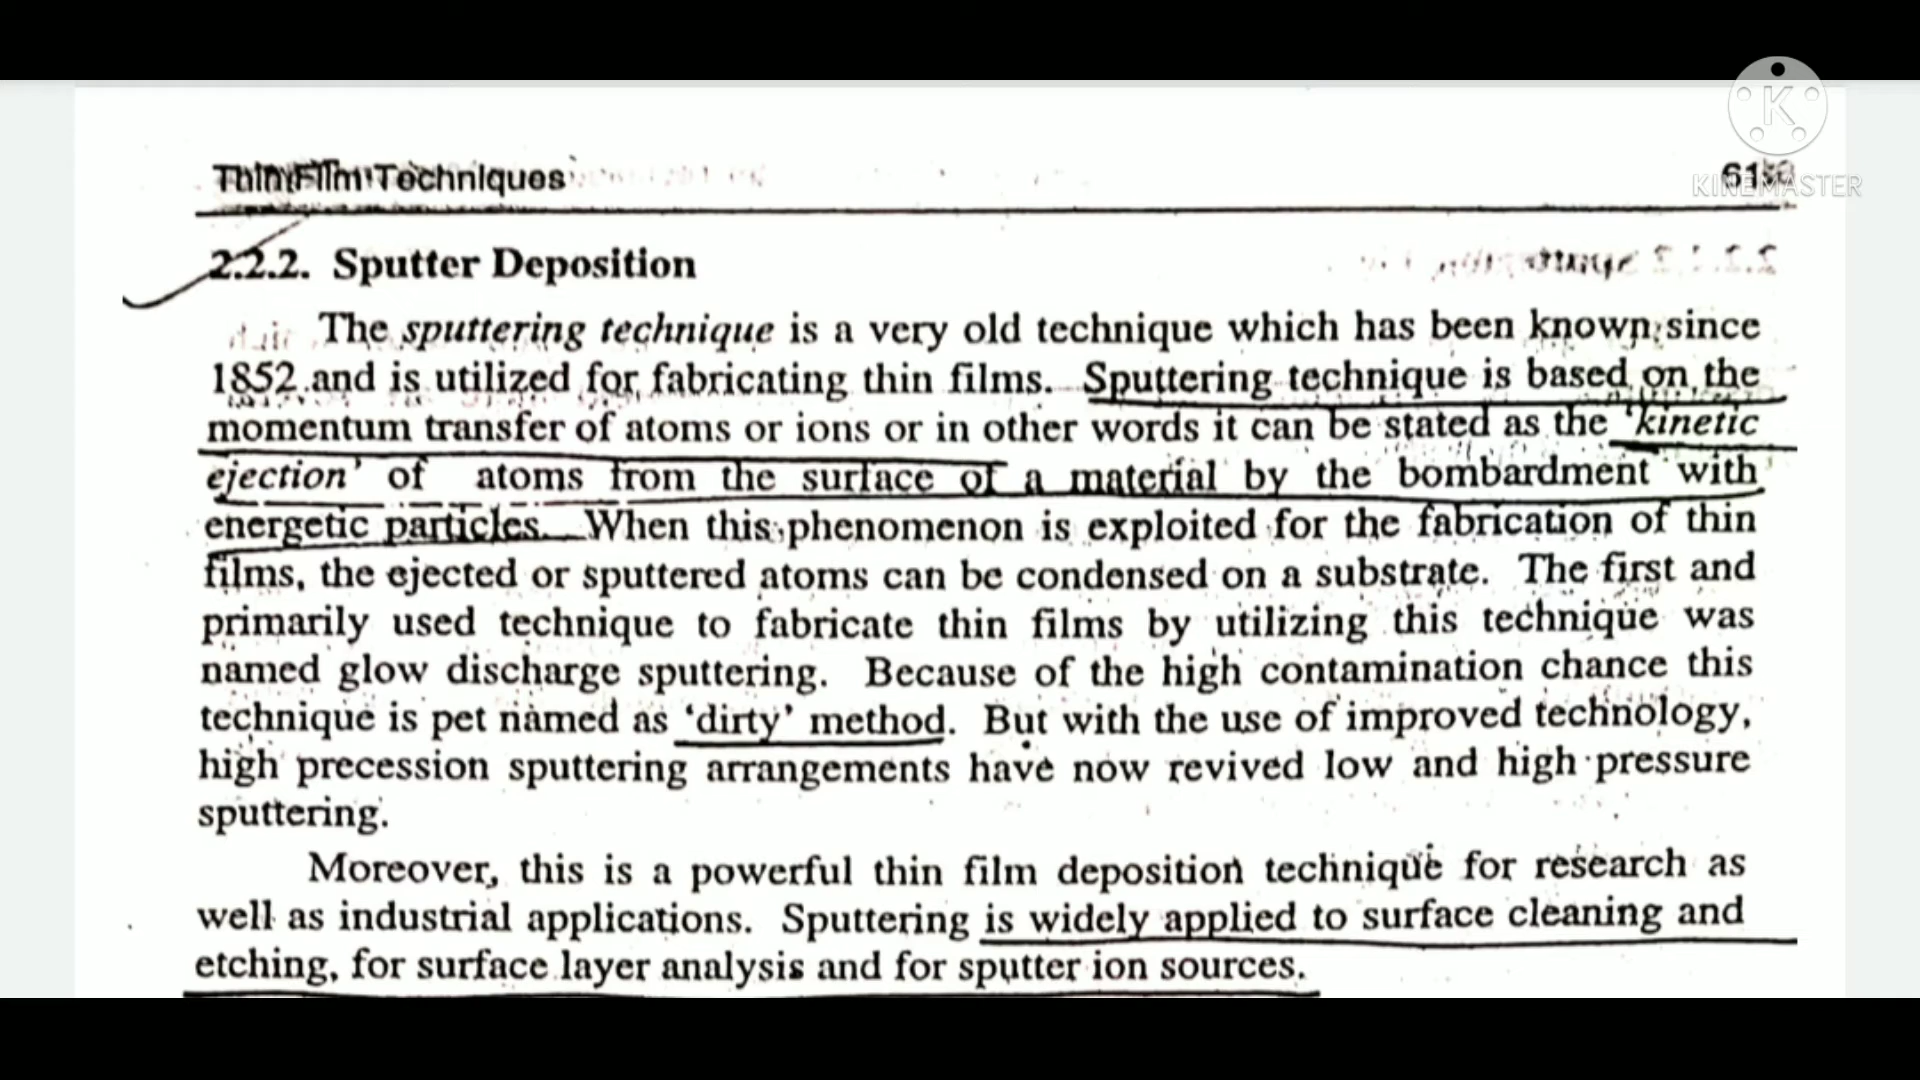 K
KINEMASTER
Thin Film Techniques 61
2.2.2. Sputter Deposition
The sputtering technique is a very old technique which has been known since
1852 and is utilized for fabricating thin films. Sputtering technique is based on the
momentum transfer of atoms or ions or in other words it can be stated as the 'kinetic
ejection' of atoms from the surface of a material by the bombardment with
energetic particles. When this phenomenon is exploited for the fabrication of thin
films, the ejected or sputtered atoms can be condensed on a substrate. The first and
primarily used technique to fabricate thin films by utilizing this technique was
named glow discharge sputtering. Because of the high contamination chance this
technique is pet named as 'dirty' method. But with the use of improved technology,
high precession sputtering arrangements have now revived low and high pressure
sputtering.
Moreover, this is a powerful thin film deposition technique for research as
well as industrial applications. Sputtering is widely applied to surface cleaning and
etching, for surface layer analysis and for sputter ion sources.